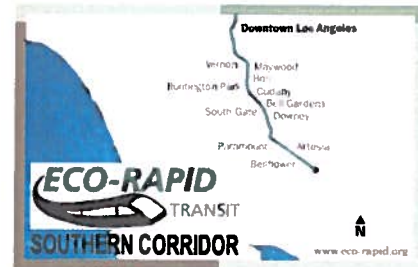 Downtown Los Angeles
Vernon Maywood
Huntington Park
Cudahy
Bell Gardens
South Gate Downey
Paramount Artesia
Bellflower
ECO-RAPID
TRANSIT
SOUTHERN CORRIDOR
N
www.eco-rapid.org